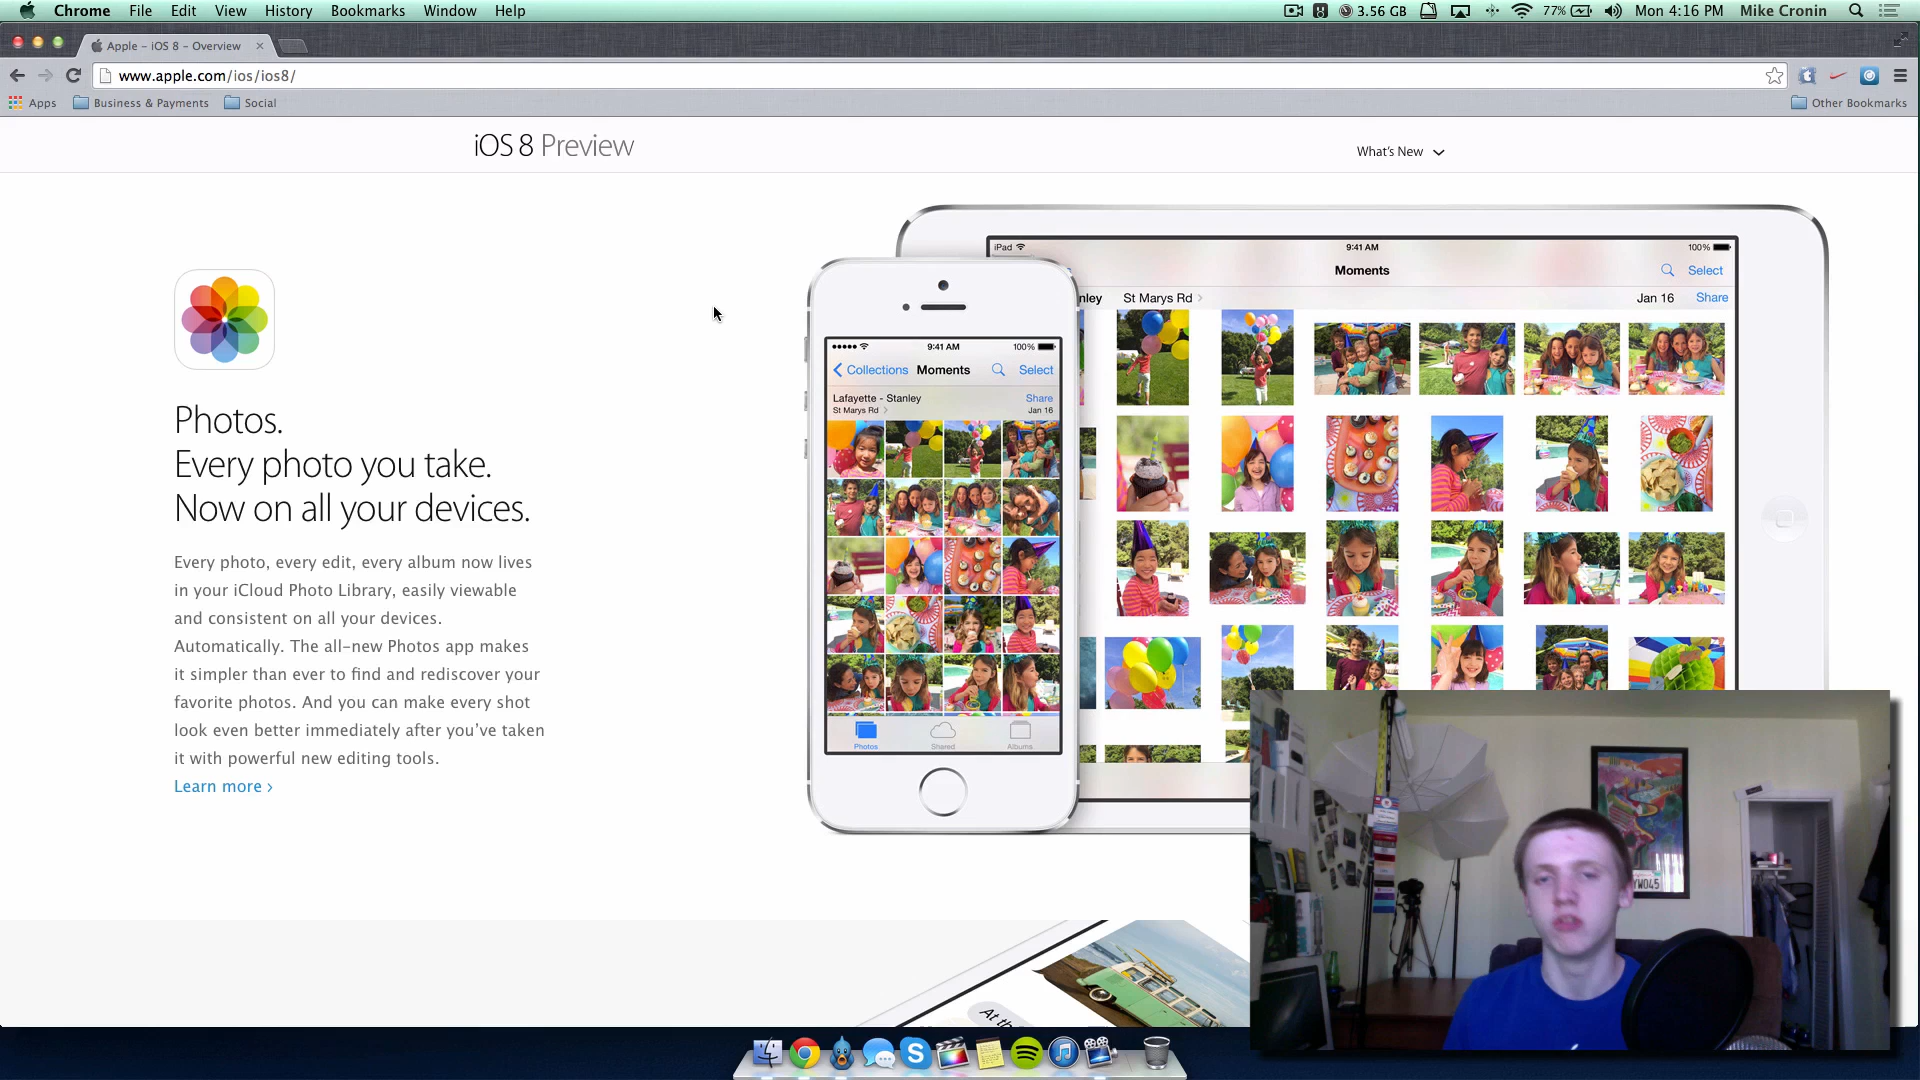 Chrome File Edit View History Bookmarks Window Help
3.56 GB 77% Mon 4:16 PM Mike Cronin
Apple – iOS 8 – Overview
www.apple.com/ios/ios8/
Apps Business & Payments Social Other Bookmarks
iOS 8 Preview
What's New
Photos.
Every photo you take.
Now on all your devices.
Every photo, every edit, every album now lives
in your iCloud Photo Library, easily viewable
and consistent on all your devices.
Automatically. The all-new Photos app makes
it simpler than ever to find and rediscover your
favorite photos. And you can make every shot
look even better immediately after you've taken
it with powerful new editing tools.
Learn more ›
9:41 AM 100%
Collections Moments Select
Lafayette - Stanley Share
St Marys Rd Jan 16
Photos Shared Albums
iPad 9:41 AM 100%
Moments Select
nley St Marys Rd Jan 16 Share
At th
YW045